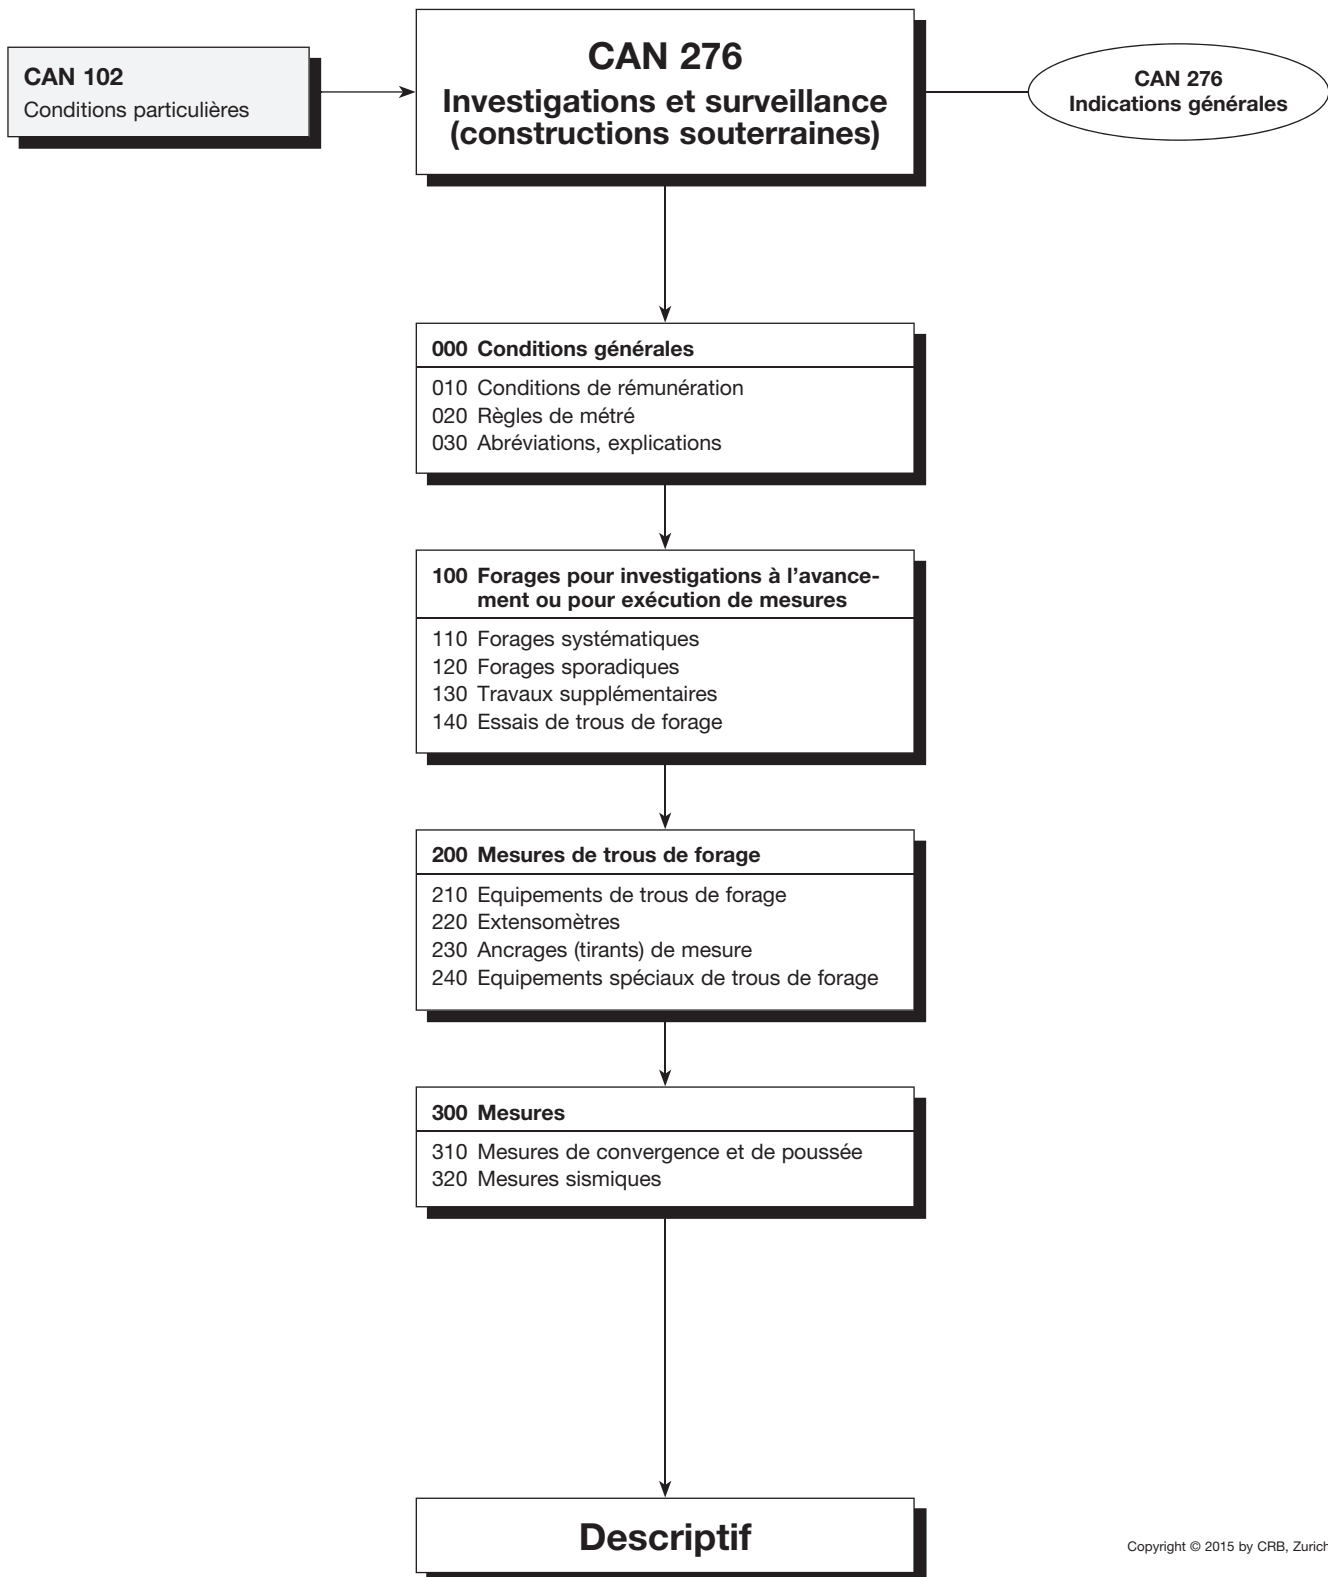 CAN 102
Conditions particulières
CAN 276
Investigations et surveillance
(constructions souterraines)
CAN 276
Indications générales
000 Conditions générales
010 Conditions de rémunération
020 Règles de métré
030 Abréviations, explications
100 Forages pour investigations à l'avance-
ment ou pour exécution de mesures
110 Forages systématiques
120 Forages sporadiques
130 Travaux supplémentaires
140 Essais de trous de forage
200 Mesures de trous de forage
210 Equipements de trous de forage
220 Extensomètres
230 Ancrages (tirants) de mesure
240 Equipements spéciaux de trous de forage
300 Mesures
310 Mesures de convergence et de poussée
320 Mesures sismiques
Descriptif
Copyright © 2015 by CRB, Zurich